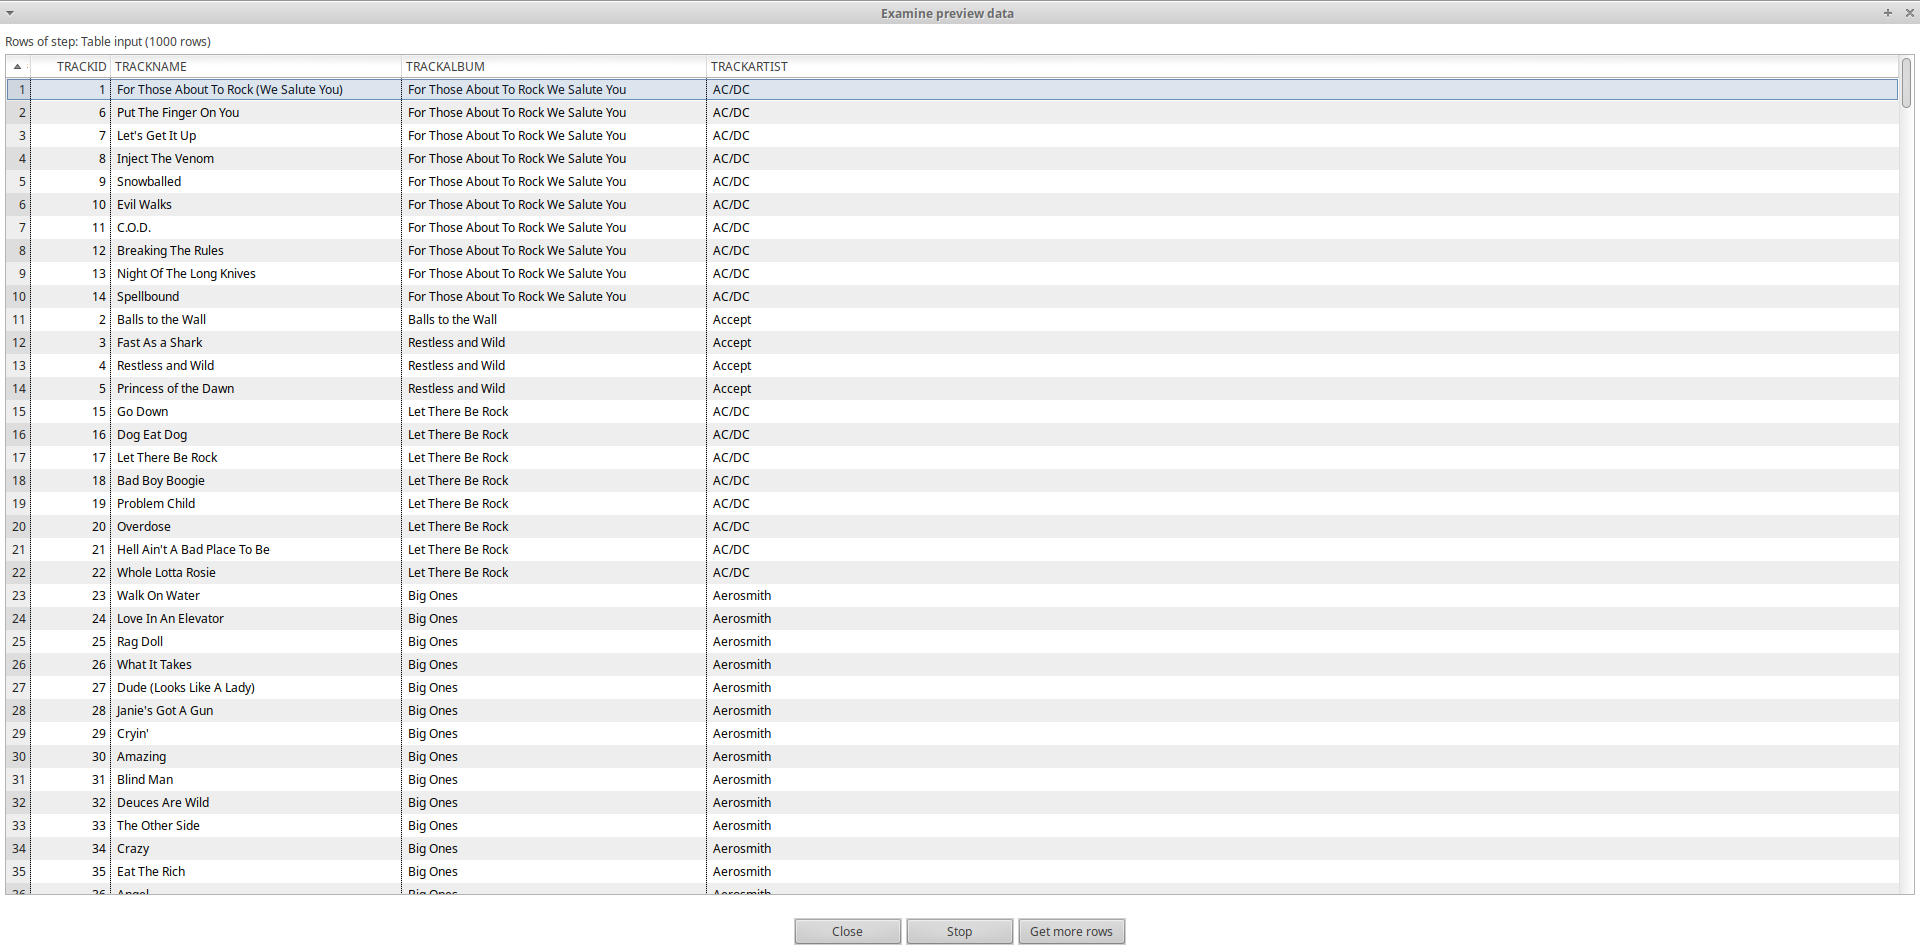 Examine preview data
Rows of step: Table input (1000 rows)
TRACKID TRACKNAME TRACKALBUM TRACKARTIST
1 1 For Those About To Rock (We Salute You) For Those About To Rock We Salute You AC/DC
2 6 Put The Finger On You For Those About To Rock We Salute You AC/DC
3 7 Let's Get It Up For Those About To Rock We Salute You AC/DC
4 8 Inject The Venom For Those About To Rock We Salute You AC/DC
5 9 Snowballed For Those About To Rock We Salute You AC/DC
6 10 Evil Walks For Those About To Rock We Salute You AC/DC
7 11 C.O.D. For Those About To Rock We Salute You AC/DC
8 12 Breaking The Rules For Those About To Rock We Salute You AC/DC
9 13 Night Of The Long Knives For Those About To Rock We Salute You AC/DC
10 14 Spellbound For Those About To Rock We Salute You AC/DC
11 2 Balls to the Wall Balls to the Wall Accept
12 3 Fast As a Shark Restless and Wild Accept
13 4 Restless and Wild Restless and Wild Accept
14 5 Princess of the Dawn Restless and Wild Accept
15 15 Go Down Let There Be Rock AC/DC
16 16 Dog Eat Dog Let There Be Rock AC/DC
17 17 Let There Be Rock Let There Be Rock AC/DC
18 18 Bad Boy Boogie Let There Be Rock AC/DC
19 19 Problem Child Let There Be Rock AC/DC
20 20 Overdose Let There Be Rock AC/DC
21 21 Hell Ain't A Bad Place To Be Let There Be Rock AC/DC
22 22 Whole Lotta Rosie Let There Be Rock AC/DC
23 23 Walk On Water Big Ones Aerosmith
24 24 Love In An Elevator Big Ones Aerosmith
25 25 Rag Doll Big Ones Aerosmith
26 26 What It Takes Big Ones Aerosmith
27 27 Dude (Looks Like A Lady) Big Ones Aerosmith
28 28 Janie's Got A Gun Big Ones Aerosmith
29 29 Cryin' Big Ones Aerosmith
30 30 Amazing Big Ones Aerosmith
31 31 Blind Man Big Ones Aerosmith
32 32 Deuces Are Wild Big Ones Aerosmith
33 33 The Other Side Big Ones Aerosmith
34 34 Crazy Big Ones Aerosmith
35 35 Eat The Rich Big Ones Aerosmith
36 36 Angel Big Ones Aerosmith
Close Stop Get more rows